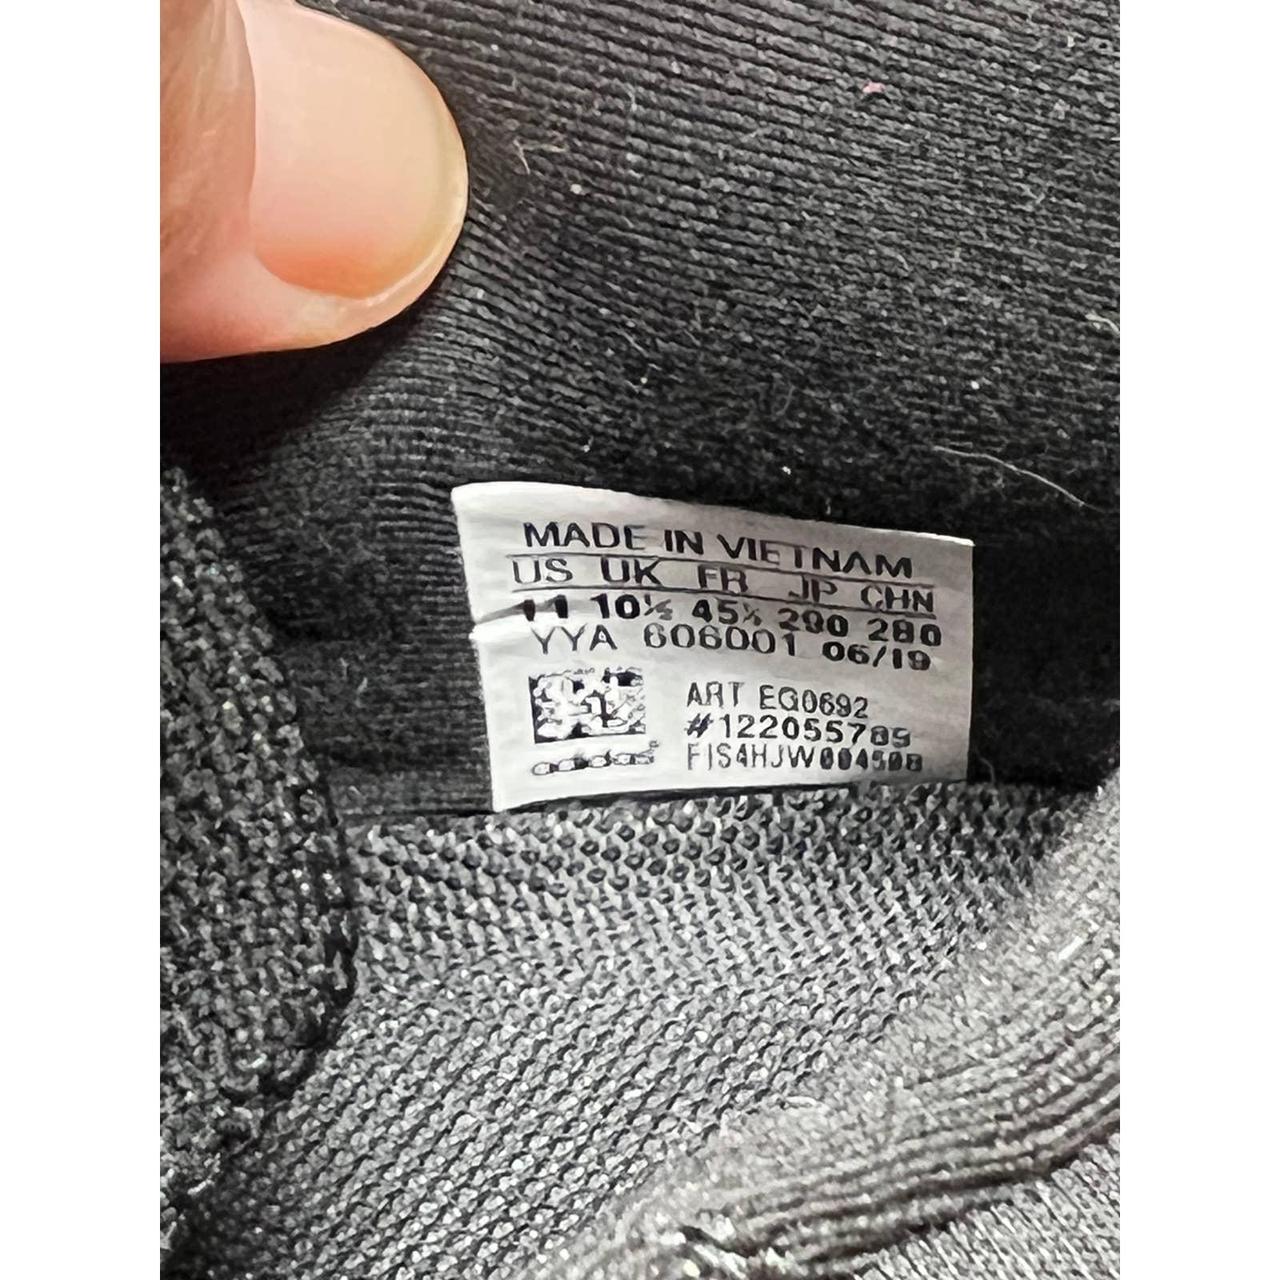 MADE IN VIETNAM
US UK FR JP CHN
11 10½ 45⅓ 290 280
YYA 606001 06/19
ART EG0692
#122055789
F1S4HJW004508
adidas